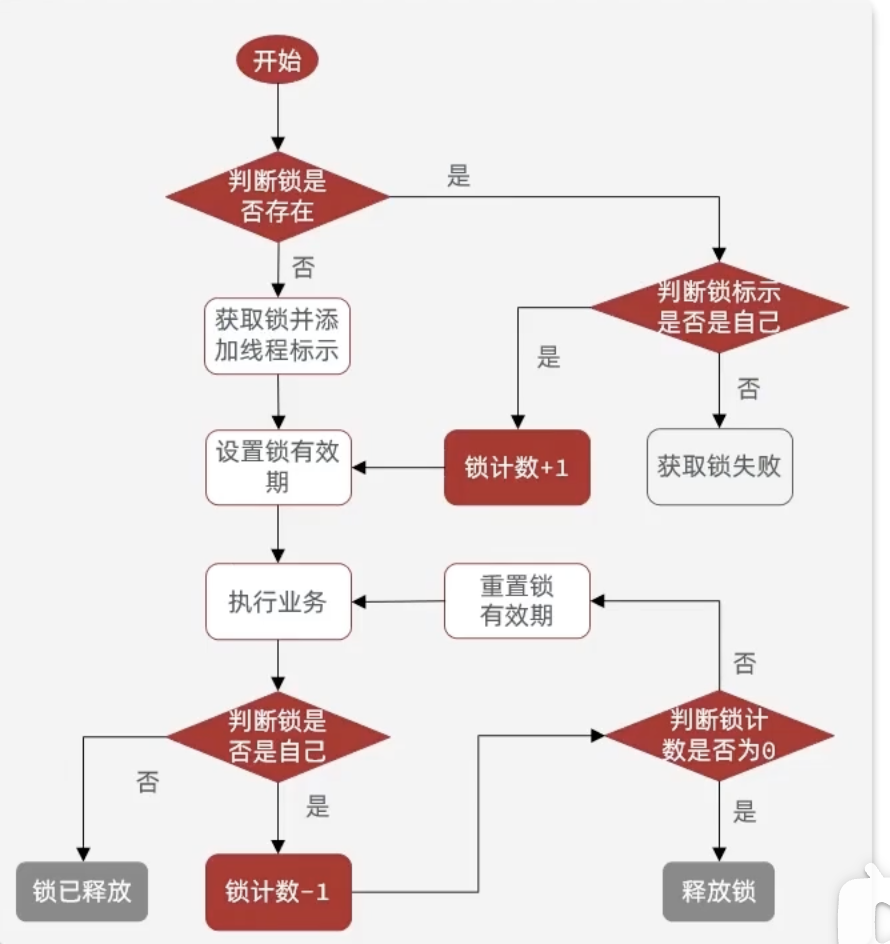 开始
判断锁是
否存在
是
否
判断锁标示
是否是自己
获取锁并添
加线程标示
是
否
设置锁有效
期
锁计数+1
获取锁失败
执行业务
重置锁
有效期
否
判断锁是
否是自己
判断锁计
数是否为0
否
是
是
锁已释放
锁计数-1
释放锁